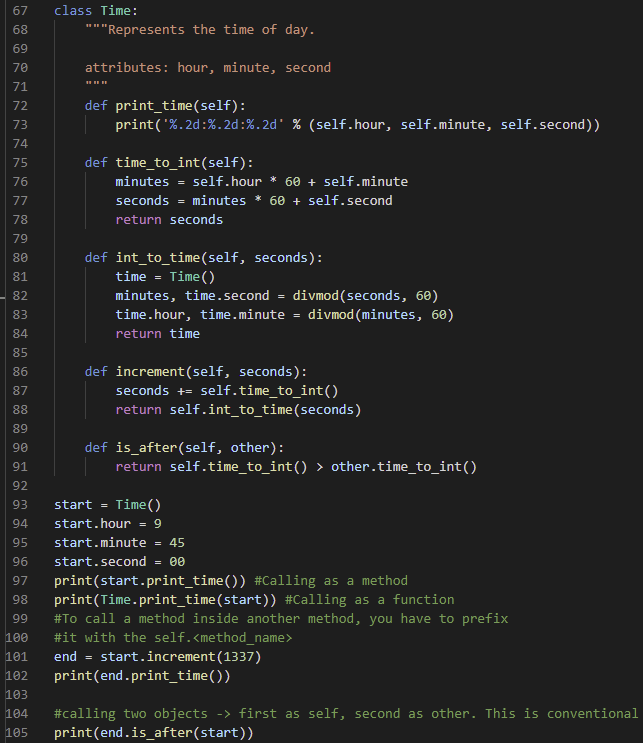 67 class Time:
68     """Represents the time of day.
69
70     attributes: hour, minute, second
71     """
72     def print_time(self):
73         print('%.2d:%.2d:%.2d' % (self.hour, self.minute, self.second))
74
75     def time_to_int(self):
76         minutes = self.hour * 60 + self.minute
77         seconds = minutes * 60 + self.second
78         return seconds
79
80     def int_to_time(self, seconds):
81         time = Time()
82         minutes, time.second = divmod(seconds, 60)
83         time.hour, time.minute = divmod(minutes, 60)
84         return time
85
86     def increment(self, seconds):
87         seconds += self.time_to_int()
88         return self.int_to_time(seconds)
89
90     def is_after(self, other):
91         return self.time_to_int() > other.time_to_int()
92
93 start = Time()
94 start.hour = 9
95 start.minute = 45
96 start.second = 00
97 print(start.print_time()) #Calling as a method
98 print(Time.print_time(start)) #Calling as a function
99 #To call a method inside another method, you have to prefix
100 #it with the self.<method_name>
101 end = start.increment(1337)
102 print(end.print_time())
103
104 #calling two objects -> first as self, second as other. This is conventional
105 print(end.is_after(start))